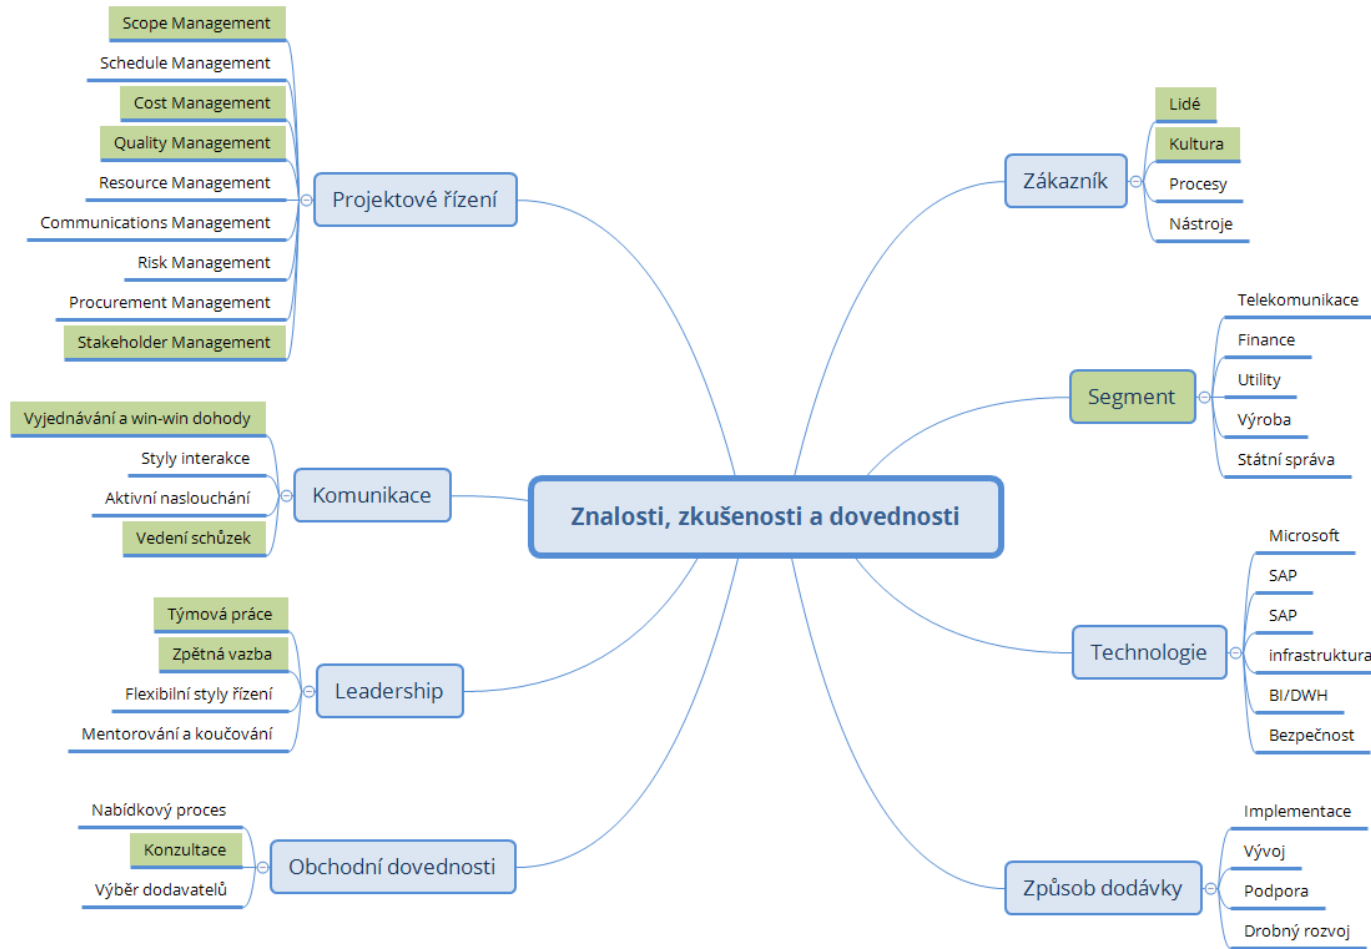 Znalosti, zkušenosti a dovednosti
Projektové řízení
Scope Management
Schedule Management
Cost Management
Quality Management
Resource Management
Communications Management
Risk Management
Procurement Management
Stakeholder Management
Komunikace
Vyjednávání a win-win dohody
Styly interakce
Aktivní naslouchání
Vedení schůzek
Leadership
Týmová práce
Zpětná vazba
Flexibilní styly řízení
Mentorování a koučování
Obchodní dovednosti
Nabídkový proces
Konzultace
Výběr dodavatelů
Zákazník
Lidé
Kultura
Procesy
Nástroje
Segment
Telekomunikace
Finance
Utility
Výroba
Státní správa
Technologie
Microsoft
SAP
SAP
infrastruktura
BI/DWH
Bezpečnost
Způsob dodávky
Implementace
Vývoj
Podpora
Drobný rozvoj